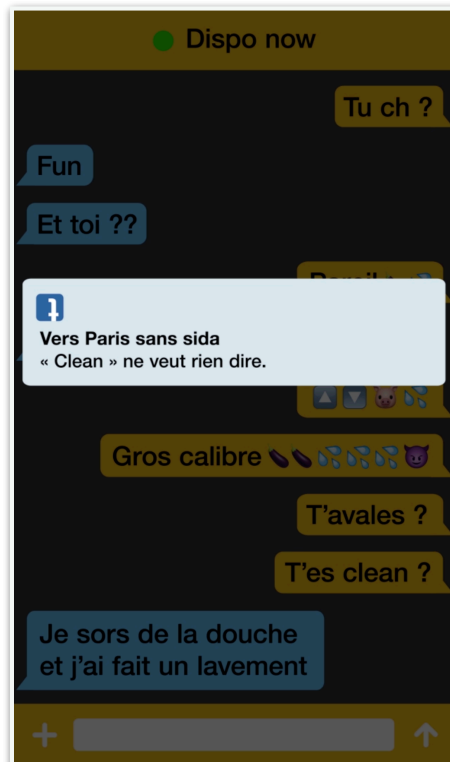 Dispo now
Tu ch ?
Fun
Et toi ??
Vers Paris sans sida
« Clean » ne veut rien dire.
🔼🔽🐷💦
Gros calibre 🍆🍆💦💦💦😈
T’avales ?
T’es clean ?
Je sors de la douche
et j’ai fait un lavement